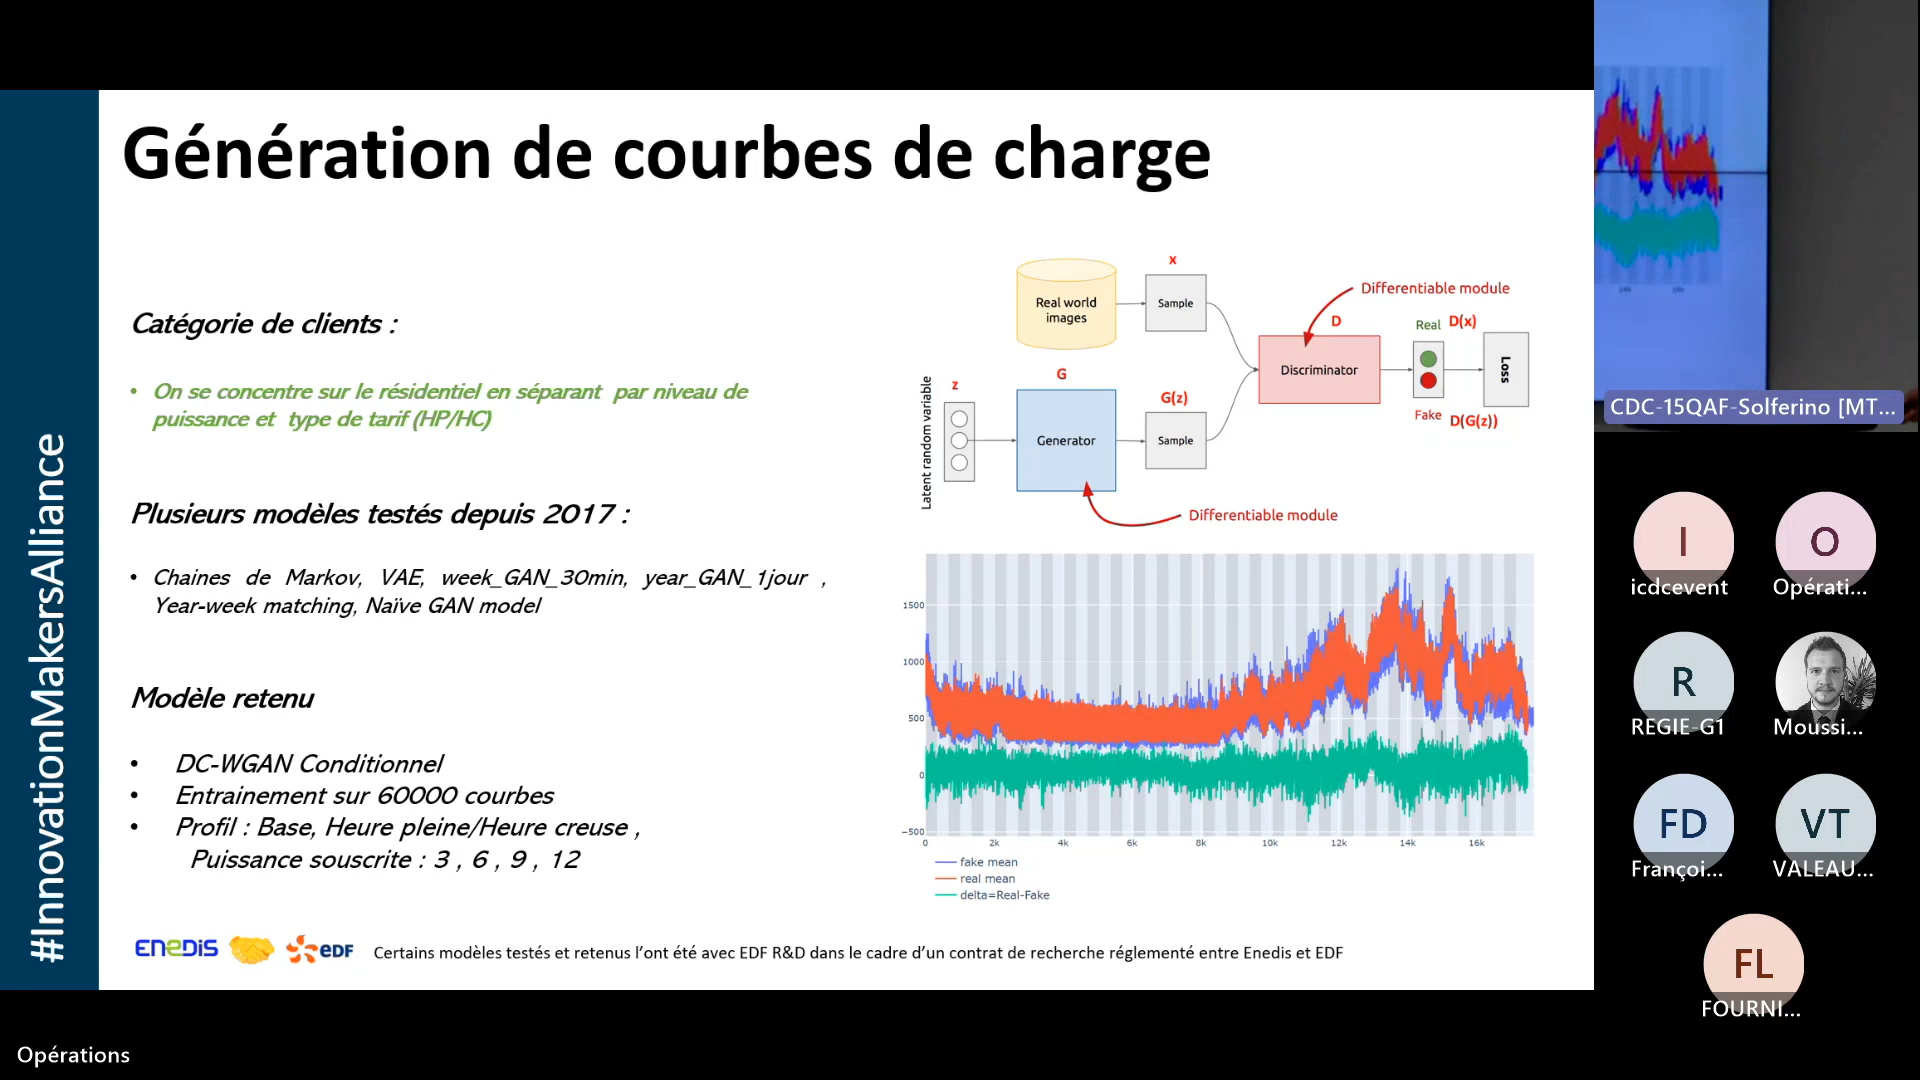 #InnovationMakersAlliance
Génération de courbes de charge
Catégorie de clients :
• On se concentre sur le résidentiel en séparant par niveau de
puissance et type de tarif (HP/HC)
Plusieurs modèles testés depuis 2017 :
• Chaines de Markov, VAE, week_GAN_30min, year_GAN_1jour ,
Year-week matching, Naïve GAN model
Modèle retenu
• DC-WGAN Conditionnel
• Entrainement sur 60000 courbes
• Profil : Base, Heure pleine/Heure creuse ,
Puissance souscrite : 3 , 6 , 9 , 12
x
Real world
images
Sample
Differentiable module
D
Real D(x)
Discriminator
Loss
Fake D(G(z))
Latent random variable
z
G
Generator
G(z)
Sample
Differentiable module
1500
1000
500
0
−500
0 2k 4k 6k 8k 10k 12k 14k 16k
fake mean
real mean
delta=Real-Fake
ENEDIS
EDF
Certains modèles testés et retenus l’ont été avec EDF R&D dans le cadre d’un contrat de recherche réglementé entre Enedis et EDF
CDC-15QAF-Solferino [MT...
I
icdcevent
O
Opérati...
R
REGIE-G1
Moussi...
FD
Françoi...
VT
VALEAU...
FL
FOURNI...
Opérations